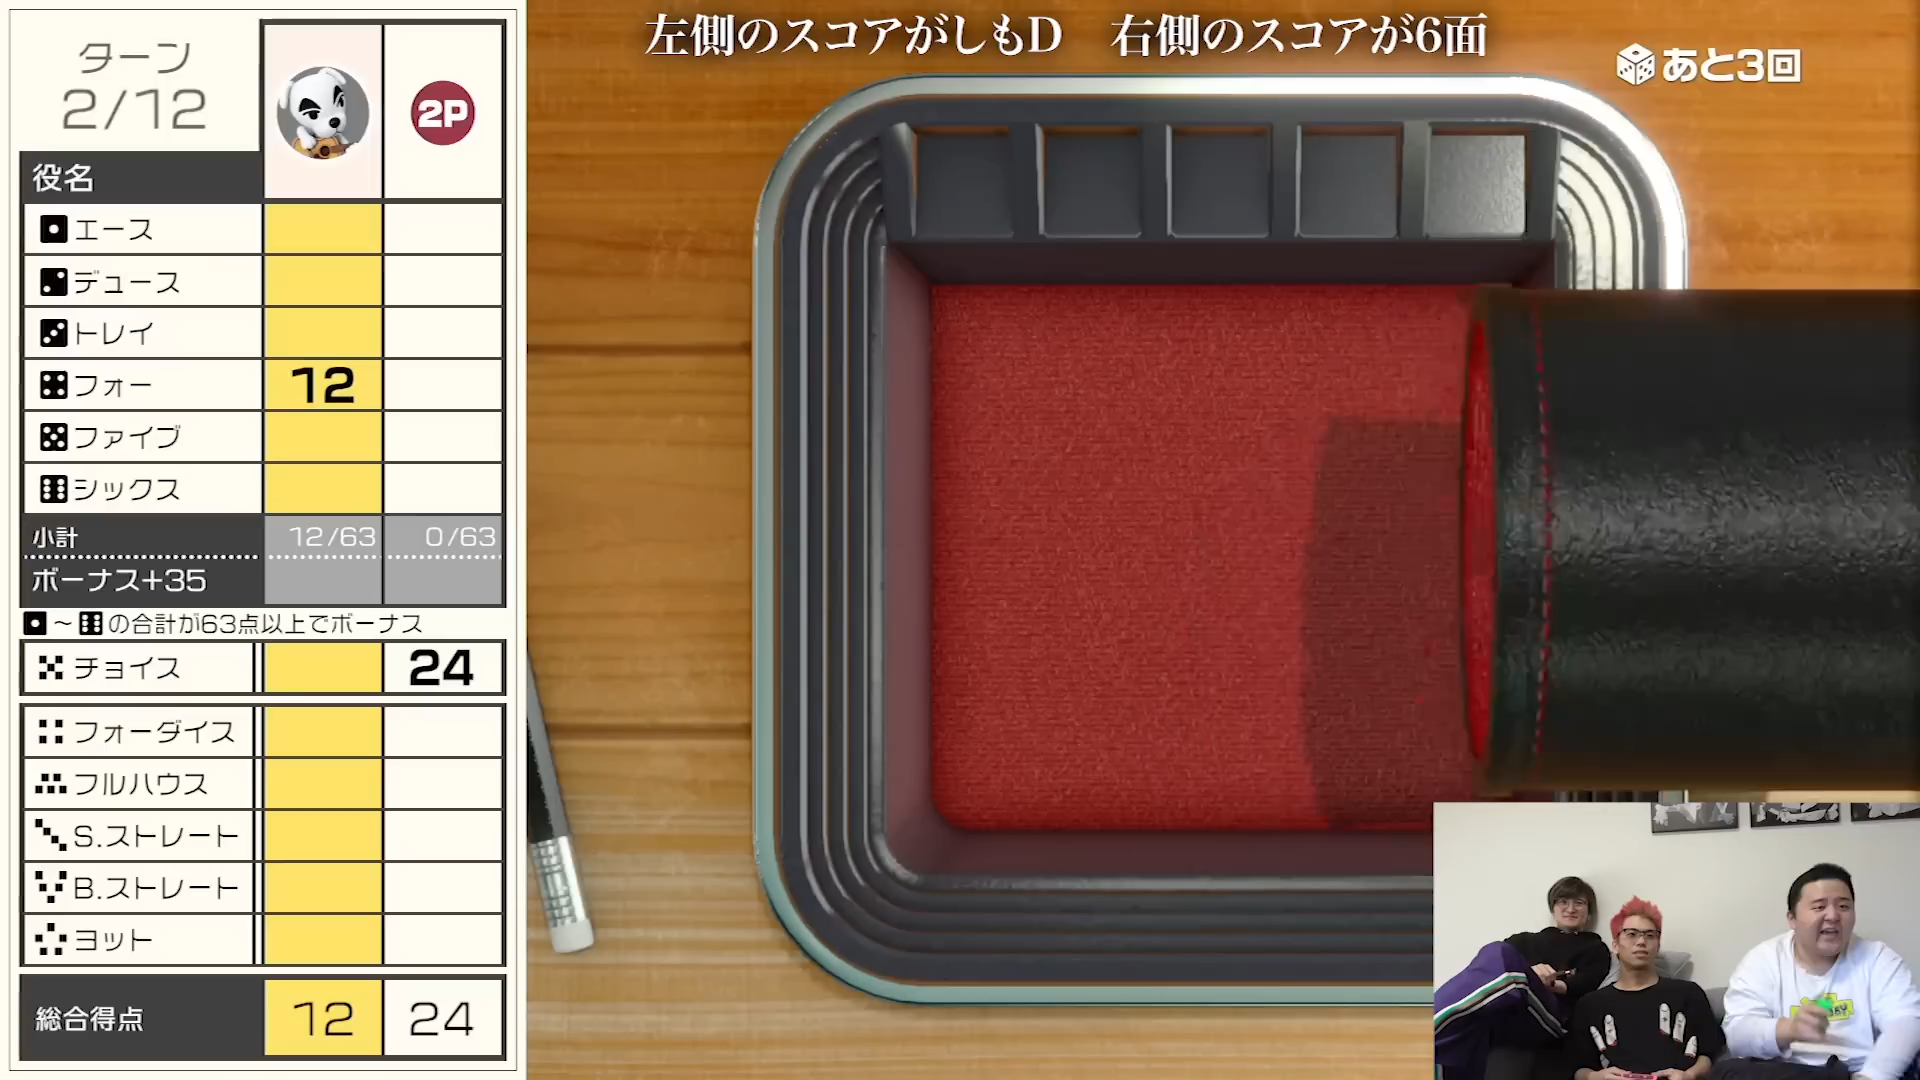 左側のスコアがしもD　右側のスコアが6面
あと3回
ターン
2/12
2P
役名
エース
デュース
トレイ
フォー 12
ファイブ
シックス
小計 12/63 0/63
ボーナス+35
～の合計が63点以上でボーナス
チョイス 24
フォーダイス
フルハウス
S.ストレート
B.ストレート
ヨット
総合得点 12 24